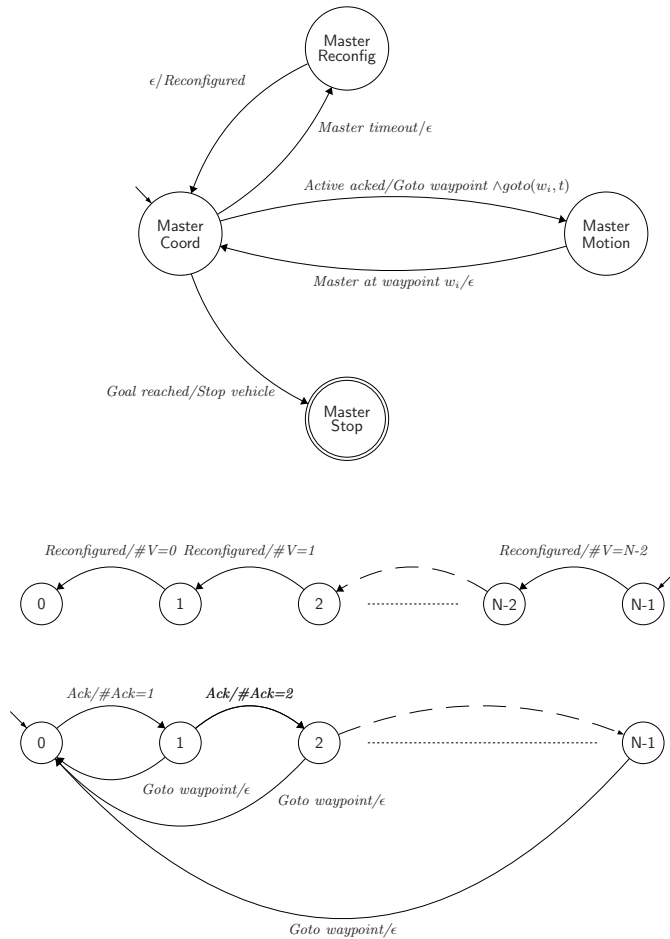 Master
Reconfig
ϵ/Reconfigured
Master timeout/ϵ
Active acked/Goto waypoint ∧goto(w_i, t)
Master
Coord
Master
Motion
Master at waypoint w_i/ϵ
Goal reached/Stop vehicle
Master
Stop
Reconfigured/#V=0 Reconfigured/#V=1 Reconfigured/#V=N-2
0 1 2 N-2 N-1
Ack/#Ack=1 Ack/#Ack=2
0 1 2 N-1
Goto waypoint/ϵ
Goto waypoint/ϵ
Goto waypoint/ϵ